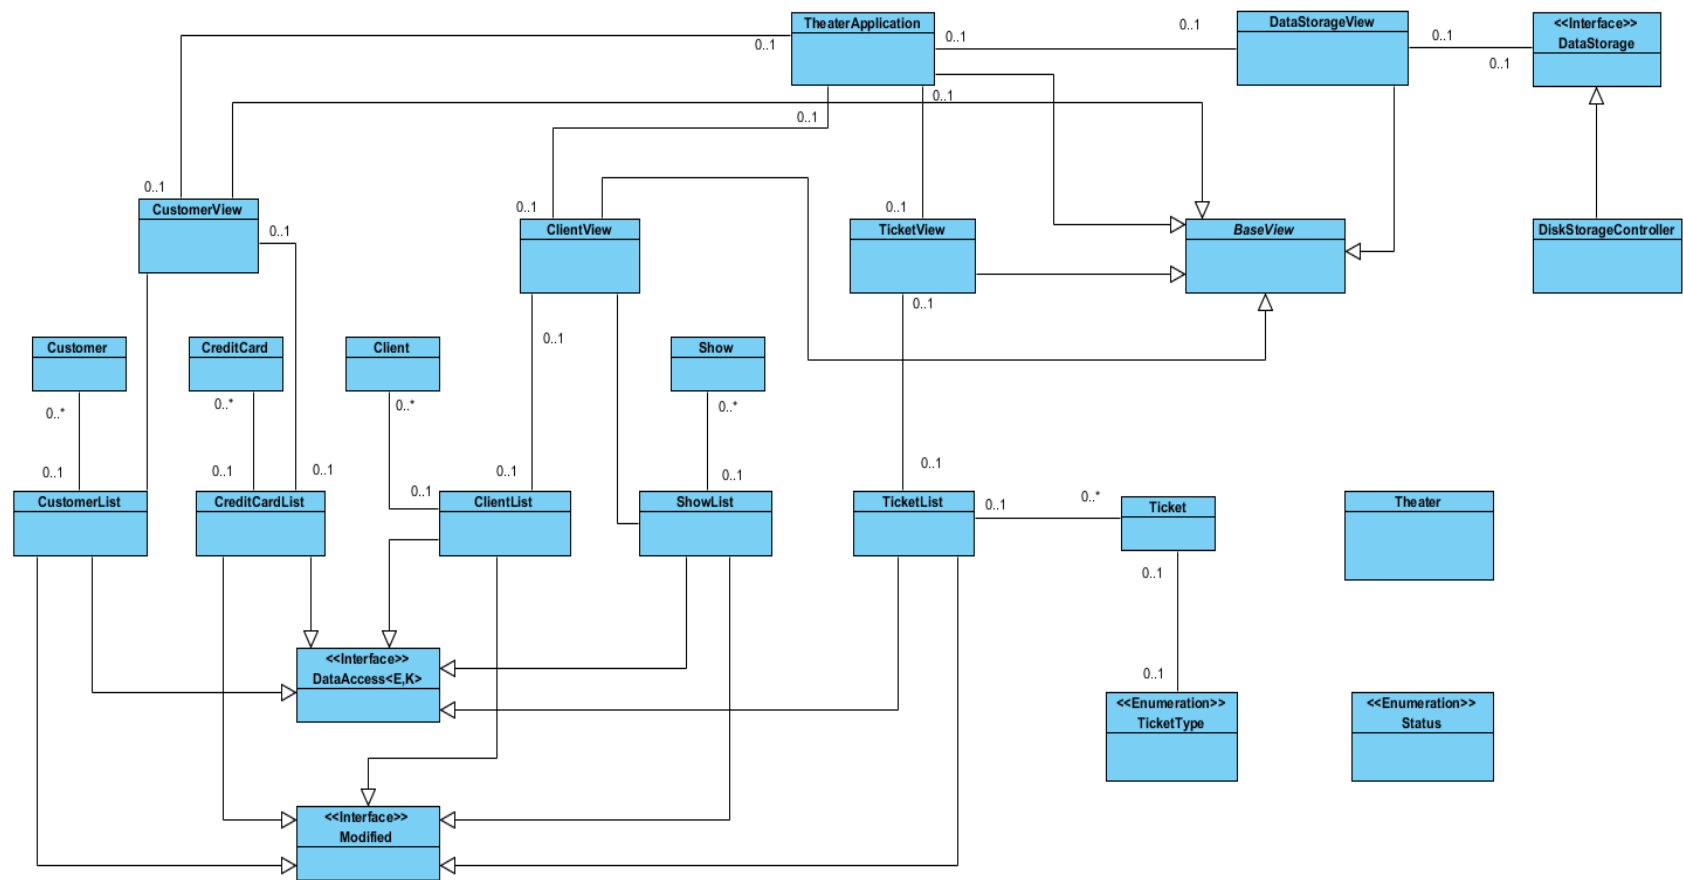 TheaterApplication
DataStorageView
<<Interface>>
DataStorage
0..1
0..1
0..1
0..1
0..1
0..1
0..1
0..1
0..1
CustomerView
0..1
0..1
ClientView
0..1
TicketView
BaseView
DiskStorageController
0..1
0..1
Customer
CreditCard
Client
Show
0..*
0..*
0..*
0..*
0..1
0..1
0..1
0..1
0..1
0..1
0..1
CustomerList
CreditCardList
ClientList
ShowList
TicketList
0..1
0..*
Ticket
Theater
0..1
<<Interface>>
DataAccess<E,K>
0..1
<<Enumeration>>
TicketType
<<Enumeration>>
Status
<<Interface>>
Modified